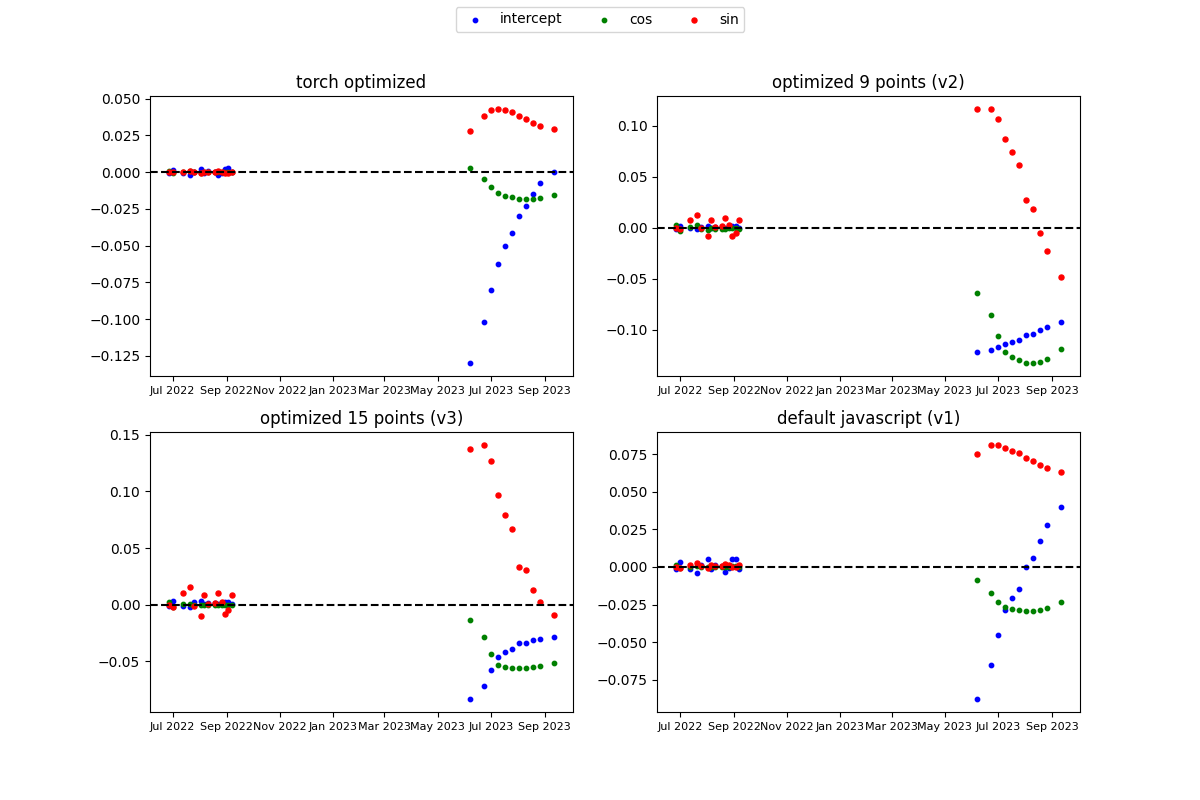 intercept cos sin
torch optimized
0.050
0.025
0.000
−0.025
−0.050
−0.075
−0.100
−0.125
Jul 2022 Sep 2022 Nov 2022 Jan 2023 Mar 2023 May 2023 Jul 2023 Sep 2023
optimized 9 points (v2)
0.10
0.05
0.00
−0.05
−0.10
Jul 2022 Sep 2022 Nov 2022 Jan 2023 Mar 2023 May 2023 Jul 2023 Sep 2023
optimized 15 points (v3)
0.15
0.10
0.05
0.00
−0.05
Jul 2022 Sep 2022 Nov 2022 Jan 2023 Mar 2023 May 2023 Jul 2023 Sep 2023
default javascript (v1)
0.075
0.050
0.025
0.000
−0.025
−0.050
−0.075
Jul 2022 Sep 2022 Nov 2022 Jan 2023 Mar 2023 May 2023 Jul 2023 Sep 2023